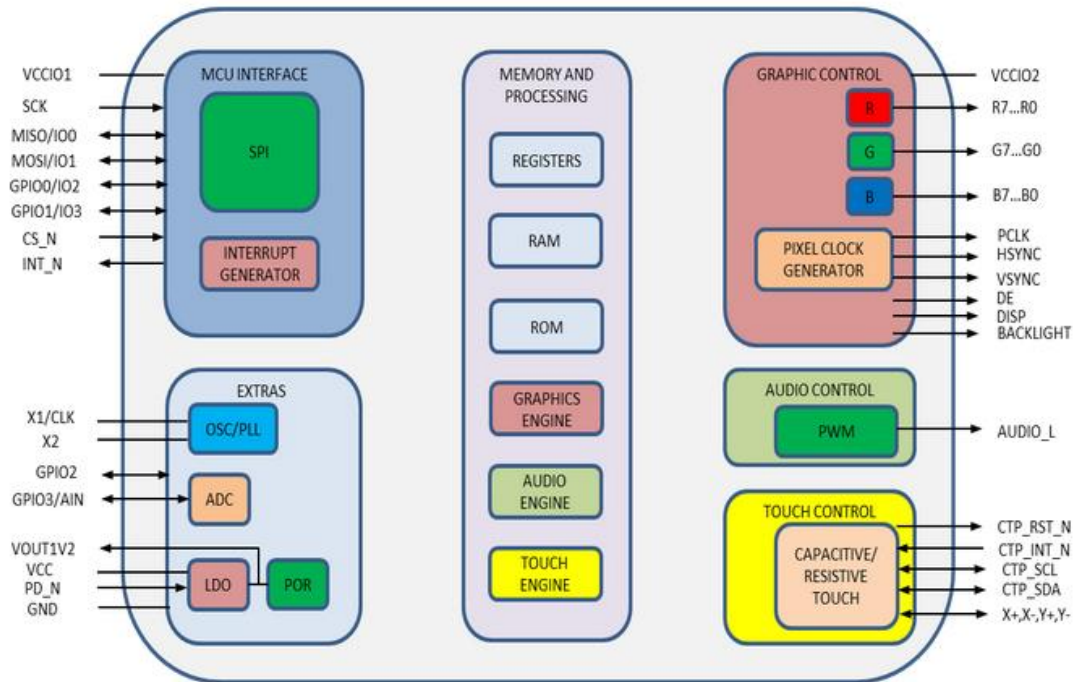 VCCIO1
SCK
MISO/IO0
MOSI/IO1
GPIO0/IO2
GPIO1/IO3
CS_N
INT_N
MCU INTERFACE
SPI
INTERRUPT
GENERATOR
X1/CLK
X2
GPIO2
GPIO3/AIN
VOUT1V2
VCC
PD_N
GND
EXTRAS
OSC/PLL
ADC
LDO
POR
MEMORY AND
PROCESSING
REGISTERS
RAM
ROM
GRAPHICS
ENGINE
AUDIO
ENGINE
TOUCH
ENGINE
GRAPHIC CONTROL
R
G
B
PIXEL CLOCK
GENERATOR
VCCIO2
R7...R0
G7...G0
B7...B0
PCLK
HSYNC
VSYNC
DE
DISP
BACKLIGHT
AUDIO CONTROL
PWM
AUDIO_L
TOUCH CONTROL
CAPACITIVE/
RESISTIVE
TOUCH
CTP_RST_N
CTP_INT_N
CTP_SCL
CTP_SDA
X+,X-,Y+,Y-